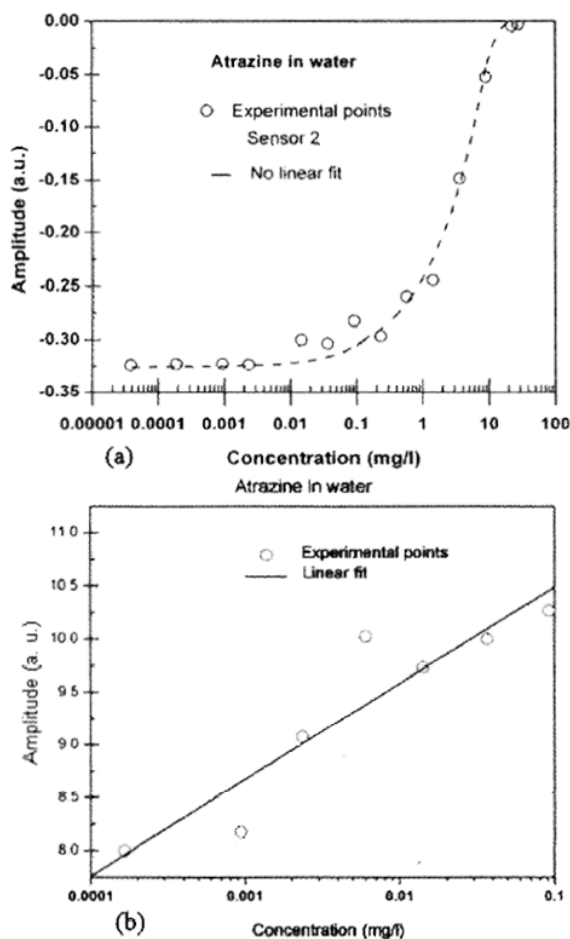 0.00
-0.05
-0.10
-0,15
-0.20
-0.25
-0.30
-0.35
Amplitude (a.u.)
Atrazine in water
Experimental points
Sensor 2
No linear fit
0.00001 0.0001 0.001 0.01 0.1 1 10 100
(a)
Concentration (mg/l)
Atrazine in water
11.0
10.5
10.0
9.5
9.0
8.5
8.0
Amplitude (a. u.)
Experimental points
Linear fit
0.0001 0.001 0.01 0.1
(b)
Concentration (mg/l)